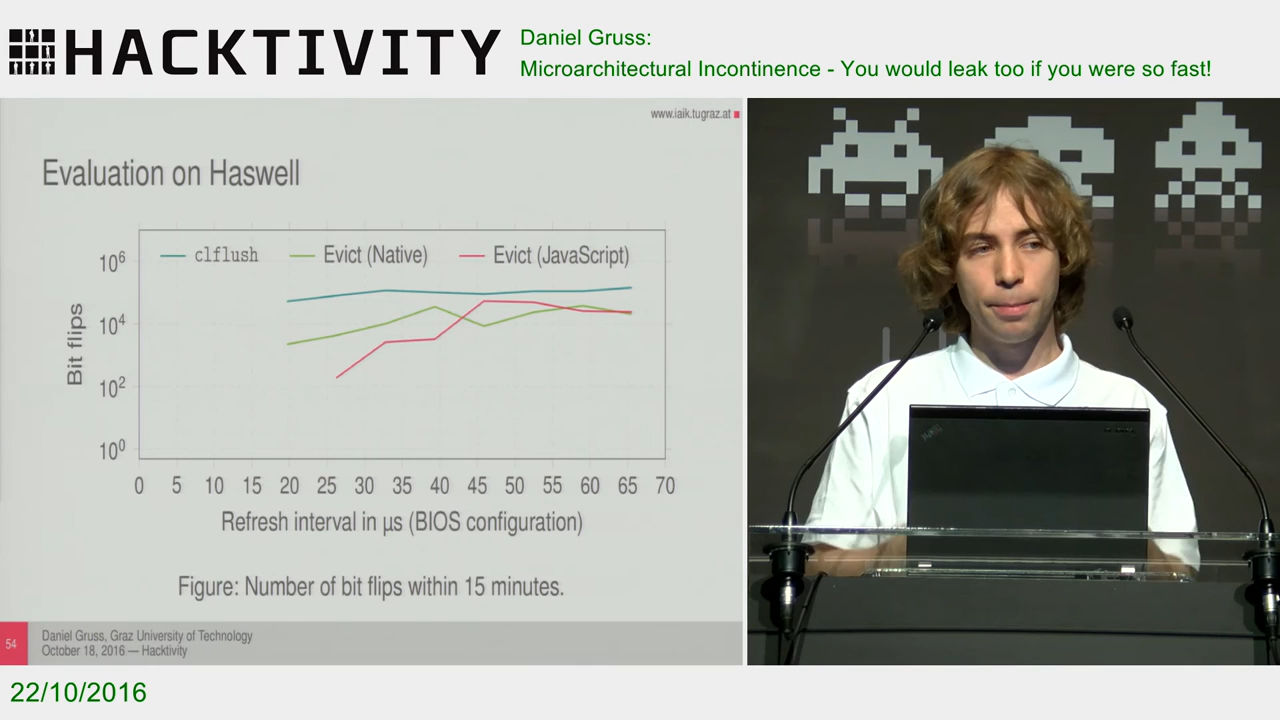 HACKTIVITY
Daniel Gruss:
Microarchitectural Incontinence - You would leak too if you were so fast!
www.iaik.tugraz.at
Evaluation on Haswell
clflush Evict (Native) Evict (JavaScript)
10^6
10^4
10^2
10^0
Bit flips
0 5 10 15 20 25 30 35 40 45 50 55 60 65 70
Refresh interval in µs (BIOS configuration)
Figure: Number of bit flips within 15 minutes.
54
Daniel Gruss, Graz University of Technology
October 18, 2016 — Hacktivity
22/10/2016